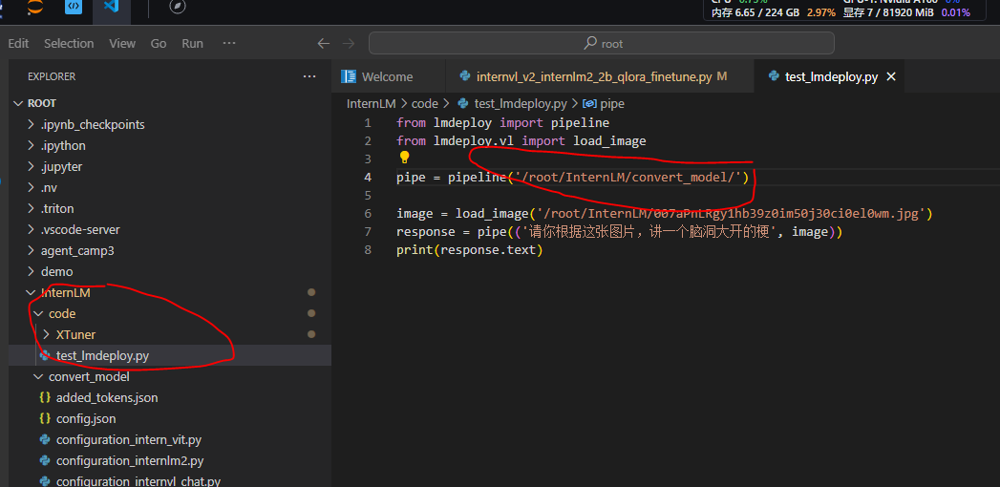 内存 6.65 / 224 GB 2.97% 显存 7 / 81920 MiB 0.01%
Edit Selection View Go Run ··· root
EXPLORER ···
ROOT
.ipynb_checkpoints
.ipython
.jupyter
.nv
.triton
.vscode-server
agent_camp3
demo
InternLM
code
XTuner
test_lmdeploy.py
convert_model
added_tokens.json
config.json
configuration_intern_vit.py
configuration_internlm2.py
configuration_internvl_chat.py
Welcome internvl_v2_internlm2_2b_qlora_finetune.py M test_lmdeploy.py
InternLM > code > test_lmdeploy.py > pipe
1 from lmdeploy import pipeline
2 from lmdeploy.vl import load_image
3
4 pipe = pipeline('/root/InternLM/convert_model/')
5
6 image = load_image('/root/InternLM/007aPnLRgy1hb39z0im50j30ci0el0wm.jpg')
7 response = pipe(('请你根据这张图片，讲一个脑洞大开的梗', image))
8 print(response.text)